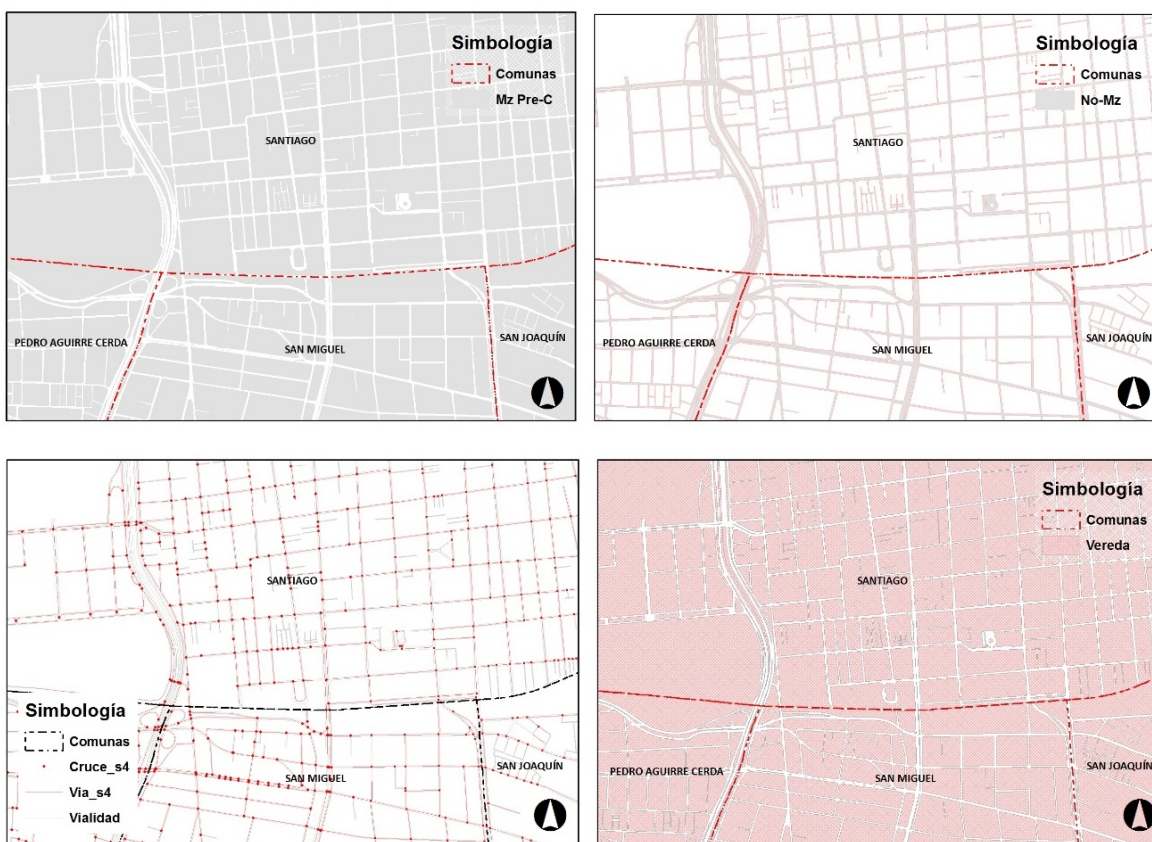 Simbología
Comunas
Mz Pre-C
SANTIAGO
PEDRO AGUIRRE CERDA
SAN MIGUEL
SAN JOAQUÍN
Simbología
Comunas
No-Mz
SANTIAGO
PEDRO AGUIRRE CERDA
SAN MIGUEL
SAN JOAQUÍN
SANTIAGO
Simbología
Comunas
Cruce_s4
Via_s4
Vialidad
SAN MIGUEL
SAN JOAQUÍN
Simbología
Comunas
Vereda
SANTIAGO
PEDRO AGUIRRE CERDA
SAN MIGUEL
SAN JOAQUÍN